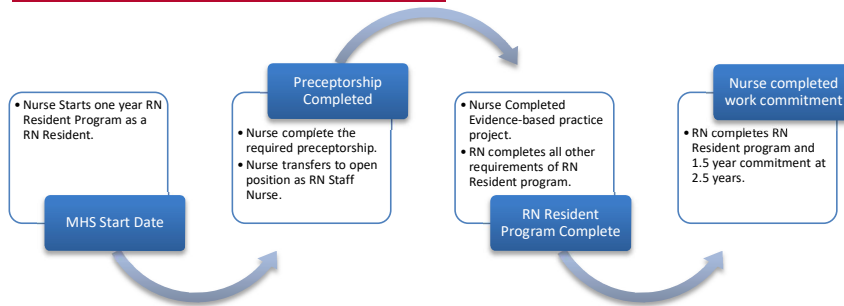 • Nurse Starts one year RN
Resident Program as a
RN Resident.
MHS Start Date
Preceptorship
Completed
• Nurse complete the
required preceptorship.
• Nurse transfers to open
position as RN Staff
Nurse.
• Nurse Completed
Evidence-based practice
project.
• RN completes all other
requirements of RN
Resident program.
RN Resident
Program Complete
Nurse completed
work commitment
• RN completes RN
Resident program and
1.5 year commitment at
2.5 years.